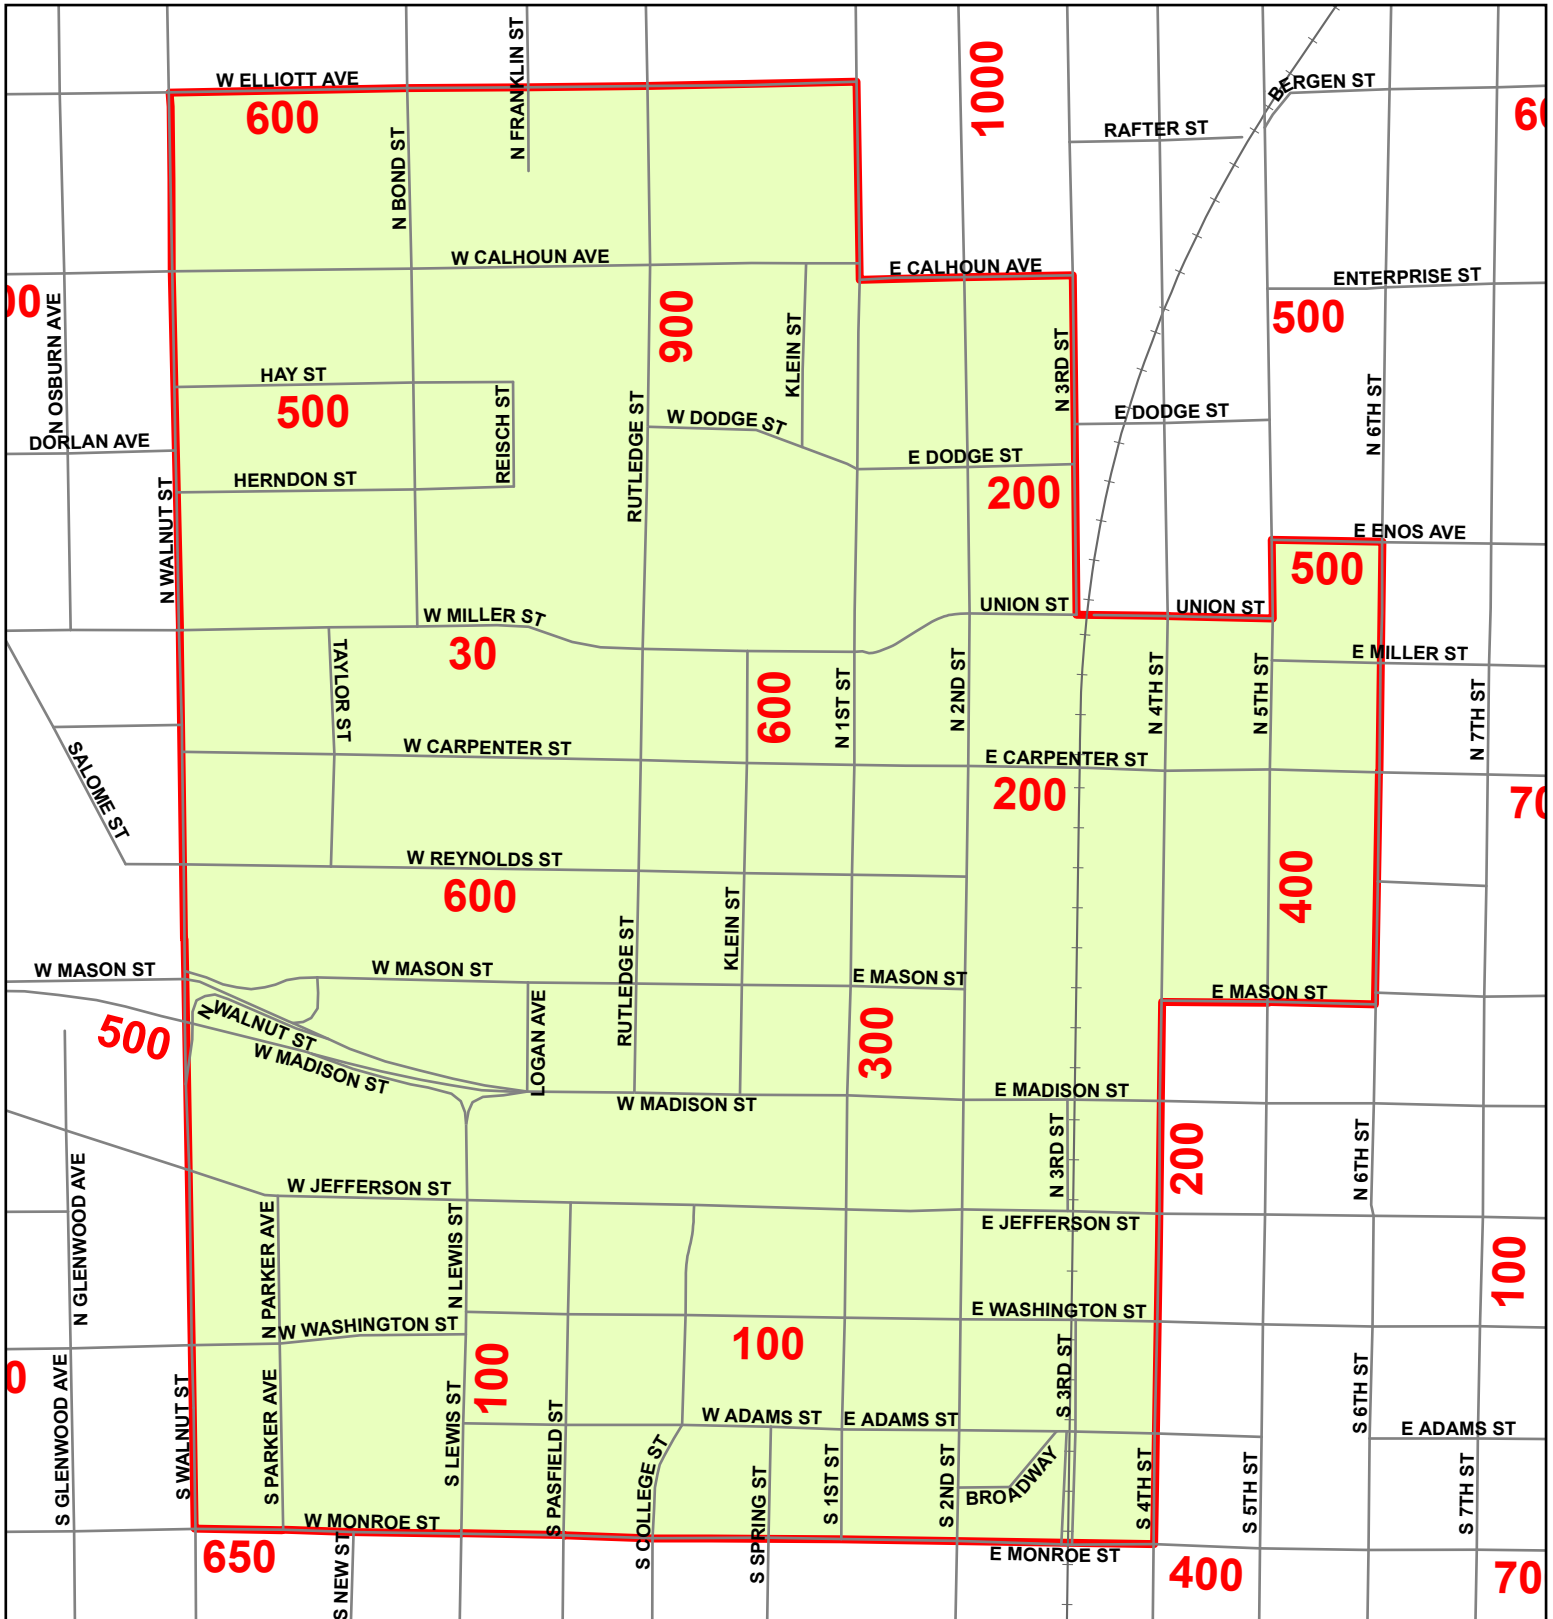 N FRANKLIN ST
1000
W ELLIOTT AVE
600
BERGEN ST
RAFTER ST
N BOND ST
W CALHOUN AVE
E CALHOUN AVE
ENTERPRISE ST
500
N OSBURN AVE
900
KLEIN ST
N 3RD ST
HAY ST
500
REISCH ST
RUTLEDGE ST
W DODGE ST
E DODGE ST
N 6TH ST
DORLAN AVE
E DODGE ST
200
HERNDON ST
N WALNUT ST
E ENOS AVE
500
UNION ST
UNION ST
W MILLER ST
30
TAYLOR ST
600
N 1ST ST
N 2ND ST
N 4TH ST
N 5TH ST
E MILLER ST
N 7TH ST
SALOME ST
W CARPENTER ST
E CARPENTER ST
200
W REYNOLDS ST
600
400
RUTLEDGE ST
KLEIN ST
W MASON ST
W MASON ST
E MASON ST
E MASON ST
500
N WALNUT ST
W MADISON ST
LOGAN AVE
300
W MADISON ST
E MADISON ST
N 3RD ST
200
N 6TH ST
N GLENWOOD AVE
W JEFFERSON ST
E JEFFERSON ST
N PARKER AVE
N LEWIS ST
100
W WASHINGTON ST
E WASHINGTON ST
100
100
S GLENWOOD AVE
S WALNUT ST
S PARKER AVE
S LEWIS ST
S PASFIELD ST
W ADAMS ST
E ADAMS ST
S 3RD ST
S 6TH ST
E ADAMS ST
S COLLEGE ST
S SPRING ST
S 1ST ST
S 2ND ST
BROADWAY
S 4TH ST
S 5TH ST
S 7TH ST
W MONROE ST
E MONROE ST
650
S NEW ST
400
70